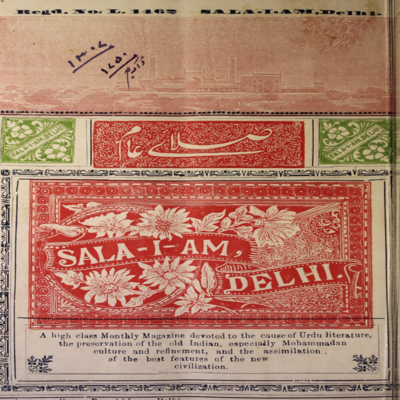 Regd. No. L. 1462 SALA-I-AM, Delhi.
۱۳۰۷
۱۷۵۰
صلائے عام
SALA-I-AM,
DELHI.
A high class Monthly Magazine devoted to the cause of Urdu literature,
the preservation of the old Indian, especially Mohammadan
culture and refinement, and the assimilation
of the best features of the new
civilization.